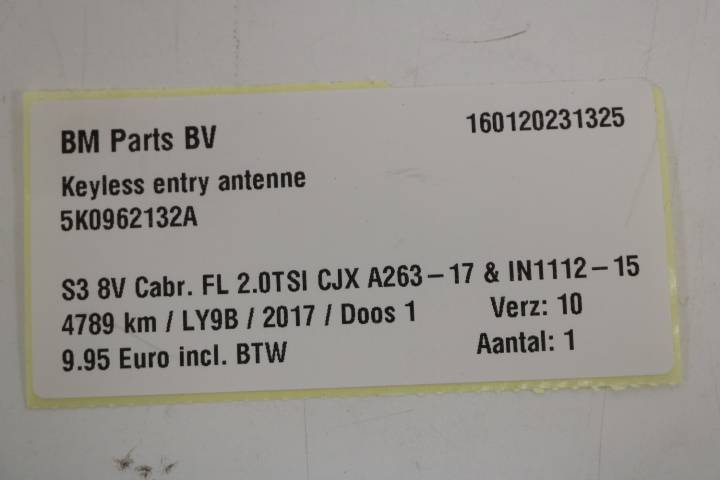 BM Parts BV 160120231325
Keyless entry antenne
5K0962132A
S3 8V Cabr. FL 2.0TSI CJX A263-17 & IN1112-15
4789 km / LY9B / 2017 / Doos 1 Verz: 10
9.95 Euro incl. BTW Aantal: 1